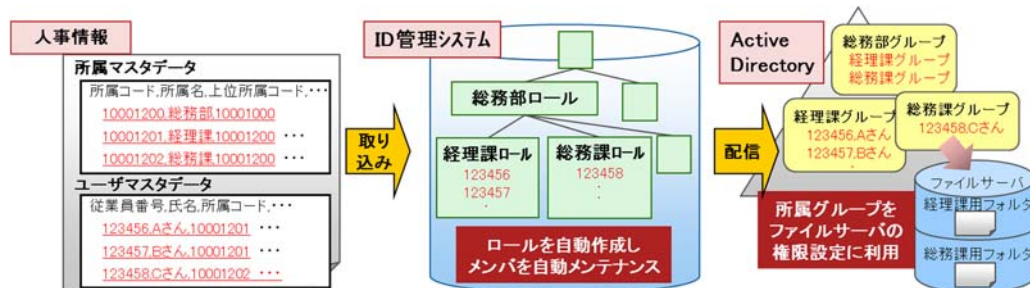 人事情報
所属マスタデータ
所属コード,所属名,上位所属コード,･･･
10001200,総務部,10001000
10001201,経理課,10001200 ･･･
10001202,総務課,10001200 ･･･
ユーザマスタデータ
従業員番号,氏名,所属コード,･･･
123456,Aさん,10001201 ･･･
123457,Bさん,10001201 ･･･
123458,Cさん,10001202 ･･･
取り
込み
ID管理システム
総務部ロール
経理課ロール
123456
123457
･
総務課ロール
123458
:
ロールを自動作成し
メンバを自動メンテナンス
配信
Active
Directory
総務部グループ
経理課グループ
総務課グループ
経理課グループ
123456,Aさん
123457,Bさん
･
総務課グループ
123458,Cさん
所属グループを
ファイルサーバの
権限設定に利用
ファイルサーバ
経理課用フォルダ
総務課用フォルダ